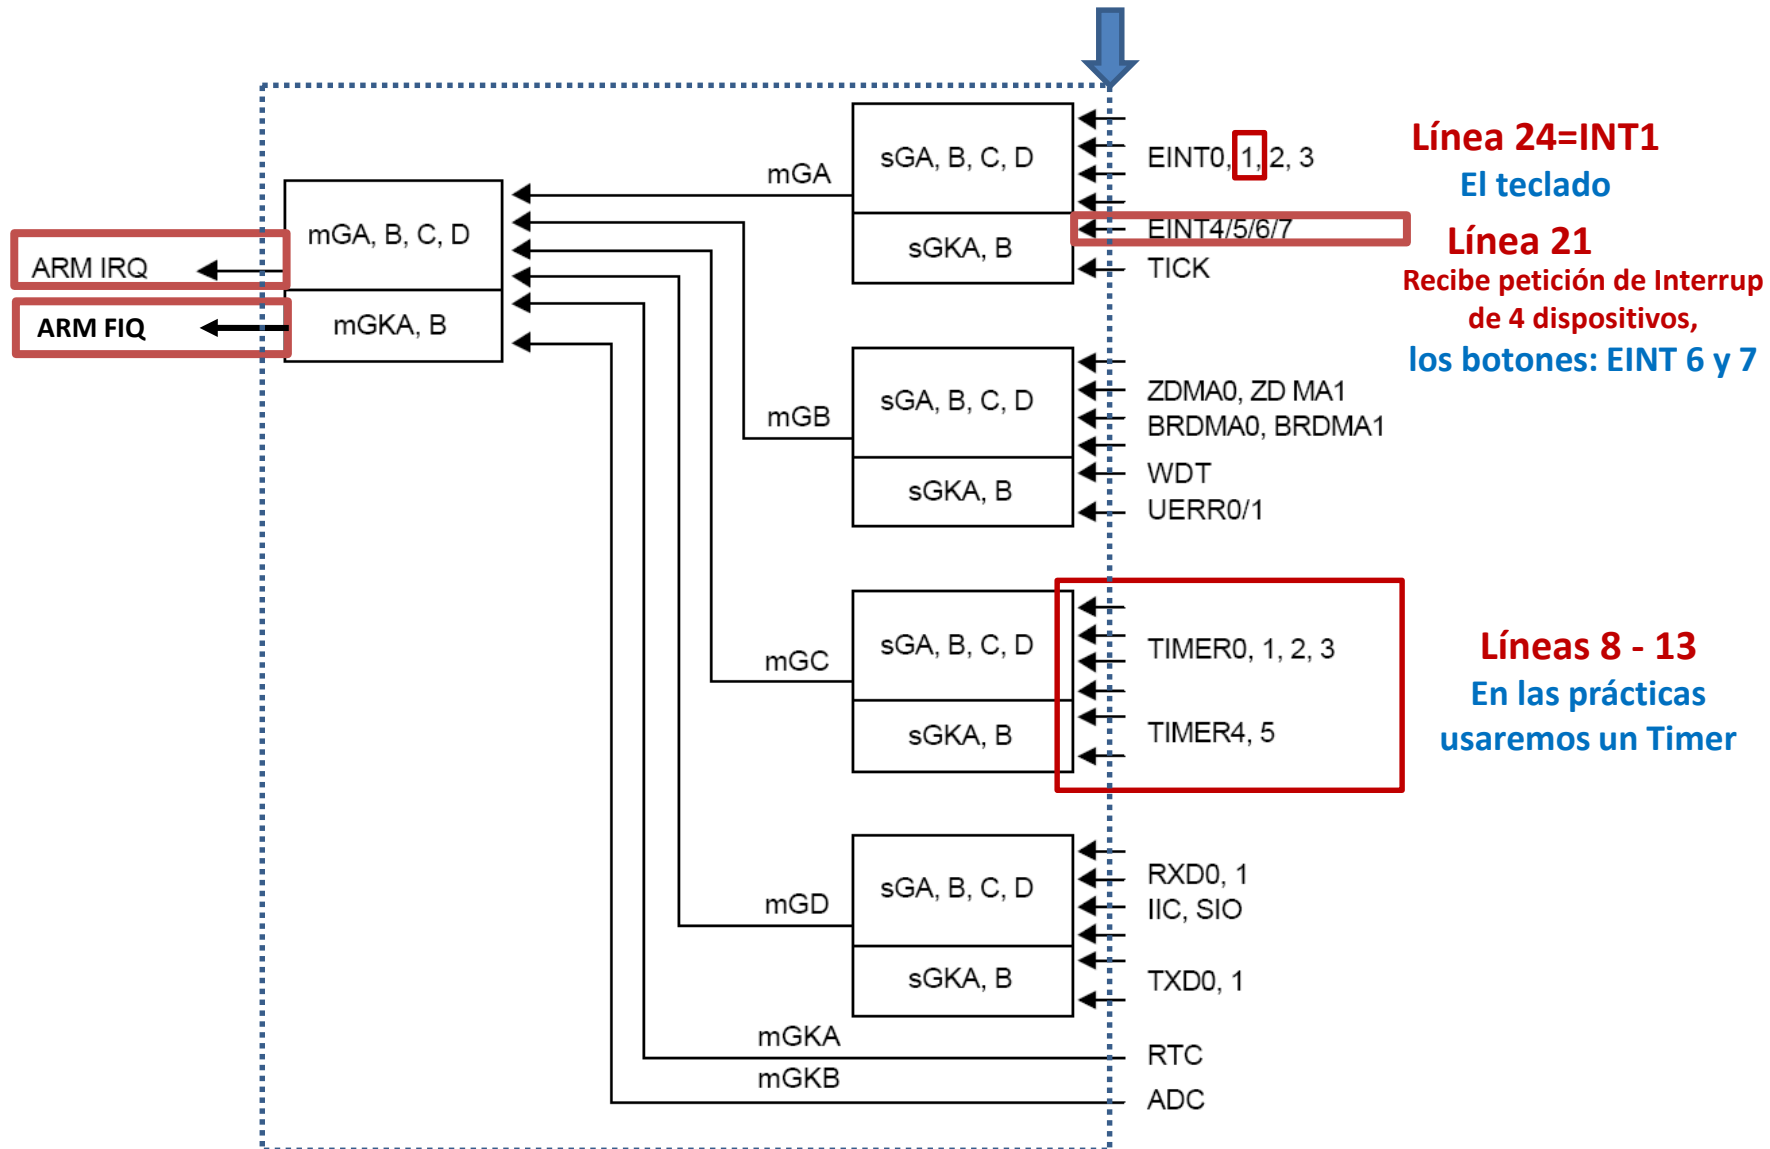 sGA, B, C, D
EINT0, 1, 2, 3
Línea 24=INT1
El teclado
mGA
EINT4/5/6/7
sGKA, B
TICK
Línea 21
Recibe petición de Interrup
de 4 dispositivos,
los botones: EINT 6 y 7
mGA, B, C, D
ARM IRQ
mGKA, B
ARM FIQ
sGA, B, C, D
ZDMA0, ZD MA1
BRDMA0, BRDMA1
mGB
WDT
sGKA, B
UERR0/1
sGA, B, C, D
TIMER0, 1, 2, 3
mGC
sGKA, B
TIMER4, 5
Líneas 8 - 13
En las prácticas
usaremos un Timer
sGA, B, C, D
RXD0, 1
IIC, SIO
mGD
sGKA, B
TXD0, 1
mGKA
RTC
mGKB
ADC